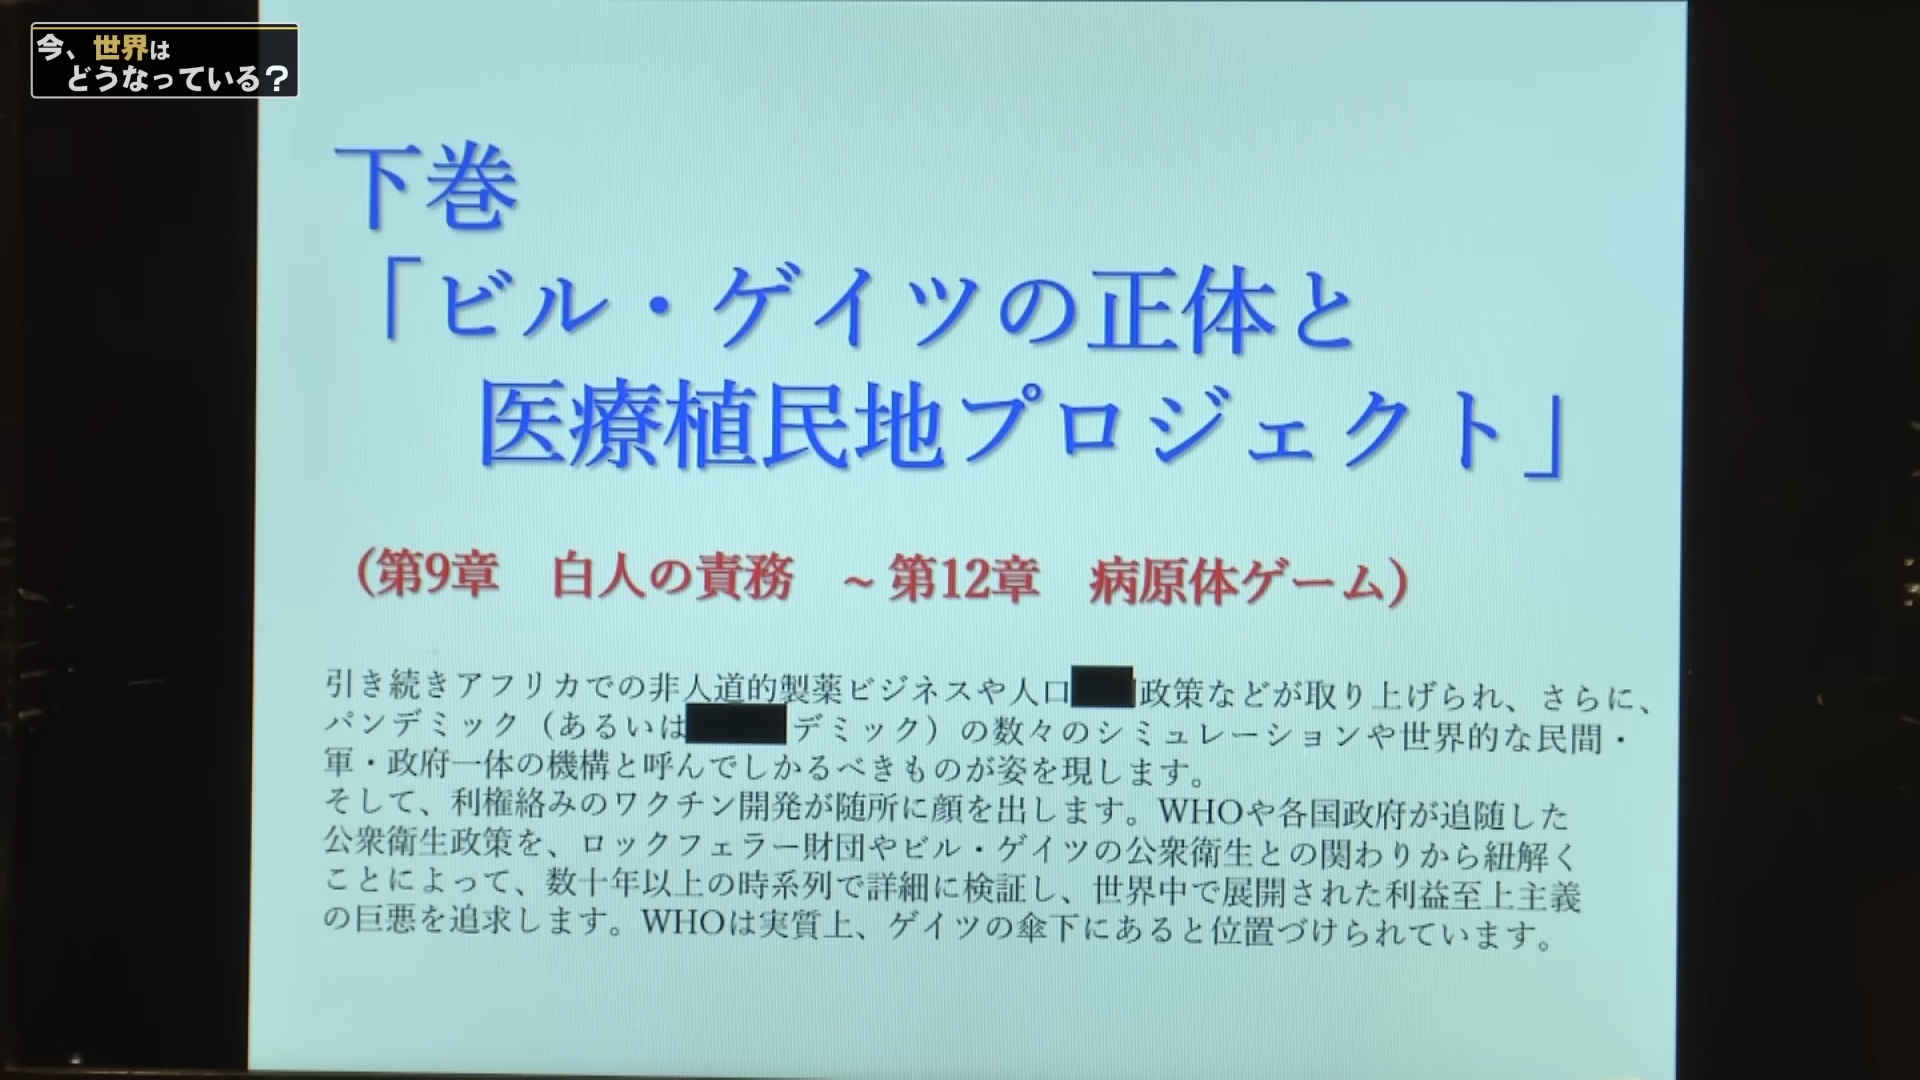 今、世界は
どうなっている？
下巻
「ビル・ゲイツの正体と
医療植民地プロジェクト」
（第9章　白人の責務　～第12章　病原体ゲーム）
引き続きアフリカでの非人道的製薬ビジネスや人口政策などが取り上げられ、さらに、
パンデミック（あるいはデミック）の数々のシミュレーションや世界的な民間・
軍・政府一体の機構と呼んでしかるべきものが姿を現します。
そして、利権絡みのワクチン開発が随所に顔を出します。WHOや各国政府が追随した
公衆衛生政策を、ロックフェラー財団やビル・ゲイツの公衆衛生との関わりから紐解く
ことによって、数十年以上の時系列で詳細に検証し、世界中で展開された利益至上主義
の巨悪を追求します。WHOは実質上、ゲイツの傘下にあると位置づけられています。